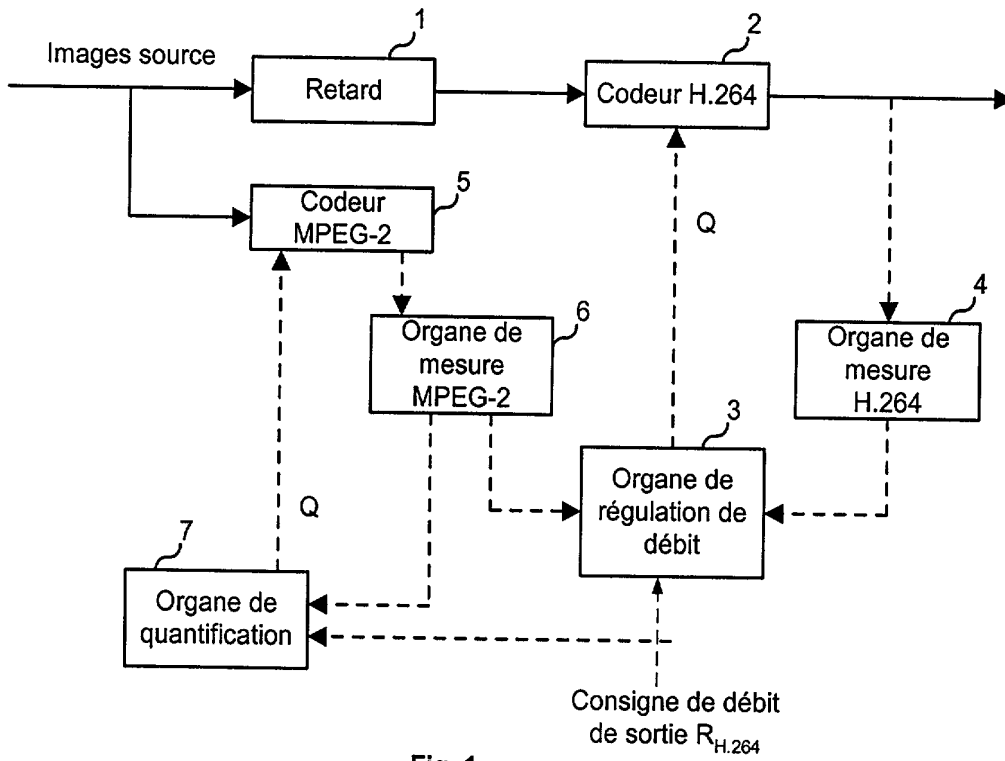 1
2
Images source
Retard
Codeur H.264
5
Codeur
MPEG-2
Q
4
6
Organe de
mesure
MPEG-2
Organe de
mesure
H.264
3
Organe de
régulation de
débit
Q
7
Organe de
quantification
Consigne de débit
de sortie R_H.264